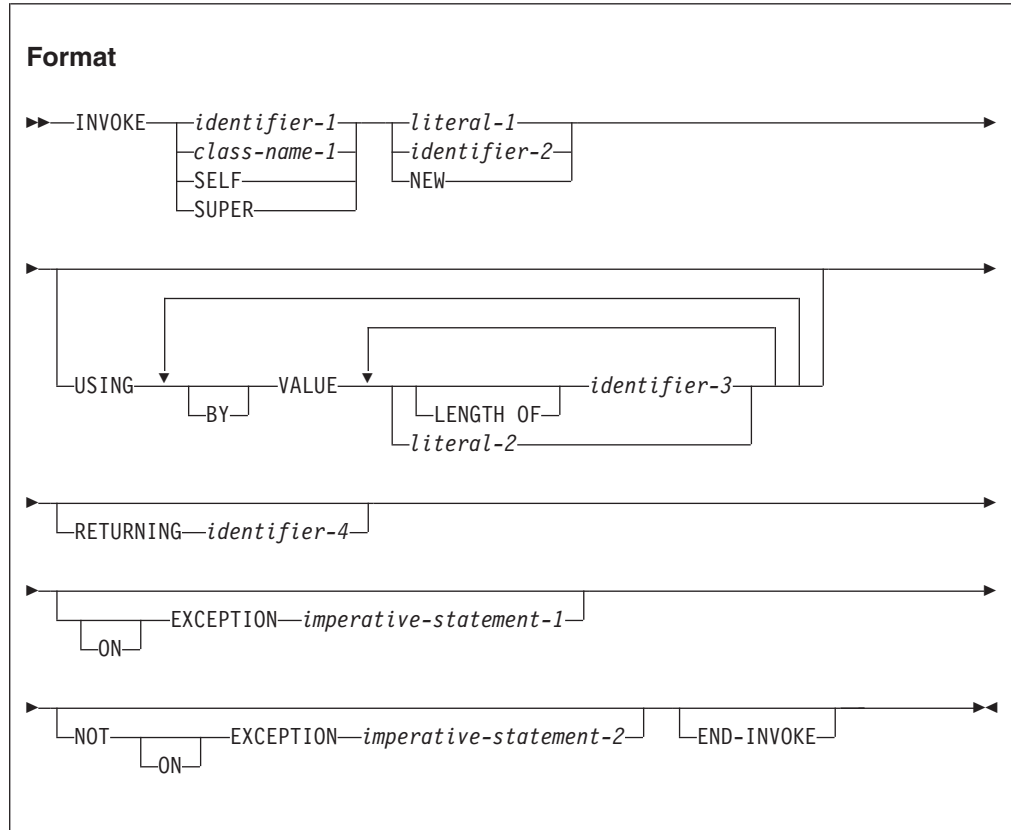 Format
INVOKE identifier-1 literal-1
class-name-1 identifier-2
SELF NEW
SUPER
USING BY VALUE LENGTH OF identifier-3
literal-2
RETURNING identifier-4
ON EXCEPTION imperative-statement-1
NOT ON EXCEPTION imperative-statement-2 END-INVOKE